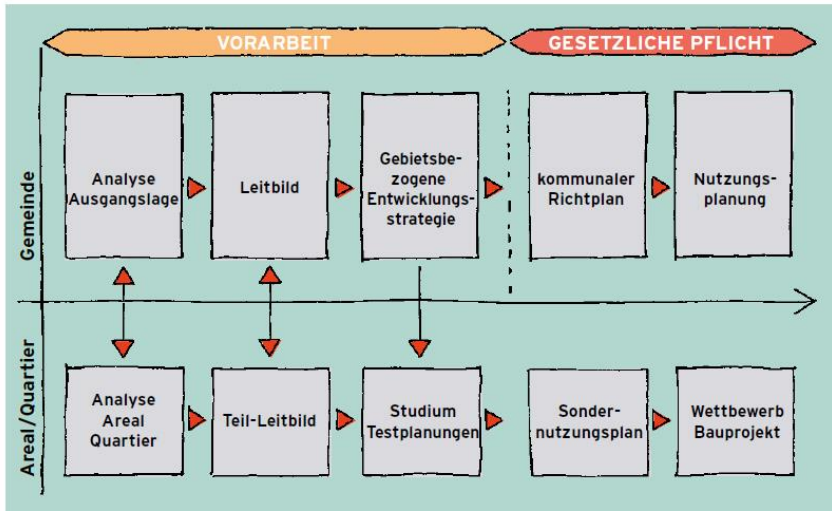 VORARBEIT
GESETZLICHE PFLICHT
Gemeinde
Analyse
Ausgangslage
Leitbild
Gebietsbe-
zogene
Entwicklungs-
strategie
kommunaler
Richtplan
Nutzungs-
planung
Areal/Quartier
Analyse
Areal
Quartier
Teil-Leitbild
Studium
Testplanungen
Sonder-
nutzungsplan
Wettbewerb
Bauprojekt